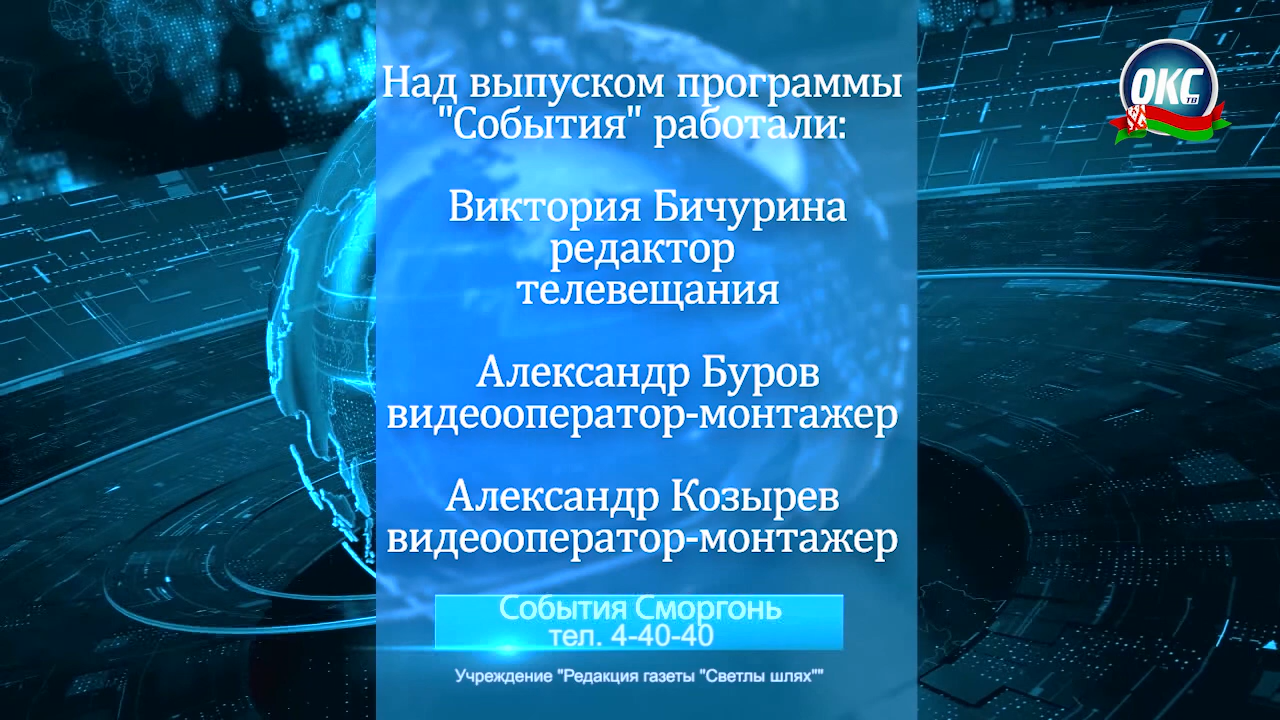 ОКС
ТВ
Над выпуском программы
"События" работали:
Виктория Бичурина
редактор
телевещания
Александр Буров
видеооператор-монтажер
Александр Козырев
видеооператор-монтажер
События Сморгонь
тел. 4-40-40
Учреждение "Редакция газеты "Светлы шлях""